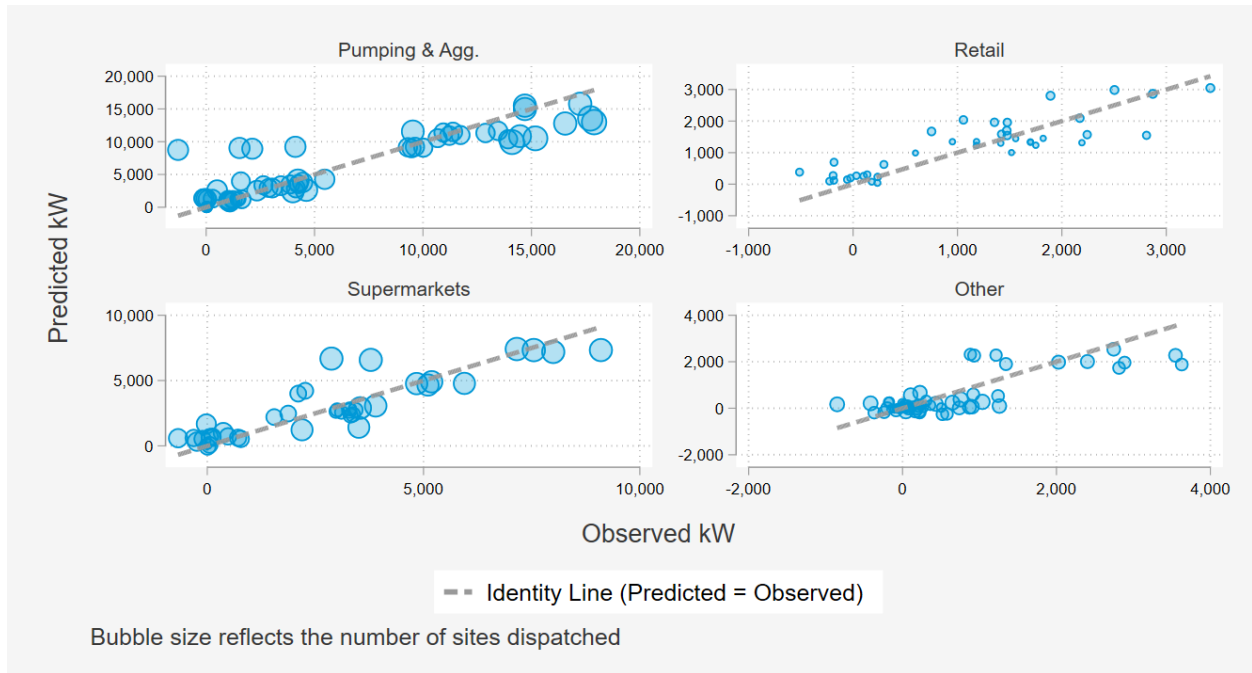 Pumping & Agg.
20,000
15,000
10,000
5,000
0
0 5,000 10,000 15,000 20,000
Retail
3,000
2,000
1,000
0
-1,000
-1,000 0 1,000 2,000 3,000
Supermarkets
10,000
5,000
0
0 5,000 10,000
Other
4,000
2,000
0
-2,000
-2,000 0 2,000 4,000
Predicted kW
Observed kW
Identity Line (Predicted = Observed)
Bubble size reflects the number of sites dispatched